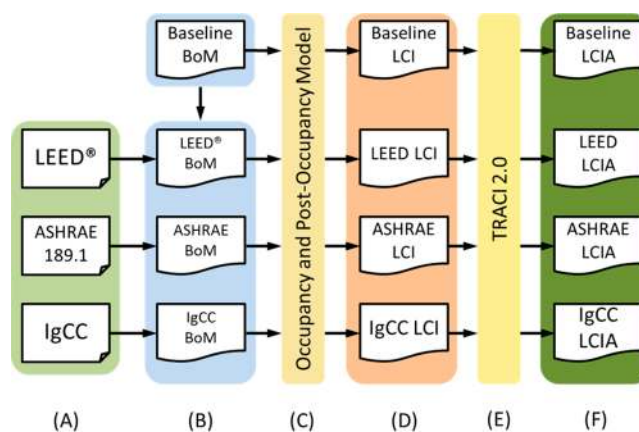 Baseline
BoM
Baseline
LCI
Baseline
LCIA
LEED®
LEED®
BoM
LEED LCI
LEED
LCIA
ASHRAE
189.1
ASHRAE
BoM
ASHRAE
LCI
ASHRAE
LCIA
IgCC
IgCC
BoM
IgCC LCI
IgCC
LCIA
Occupancy and Post-Occupancy Model
TRACI 2.0
(A) (B) (C) (D) (E) (F)